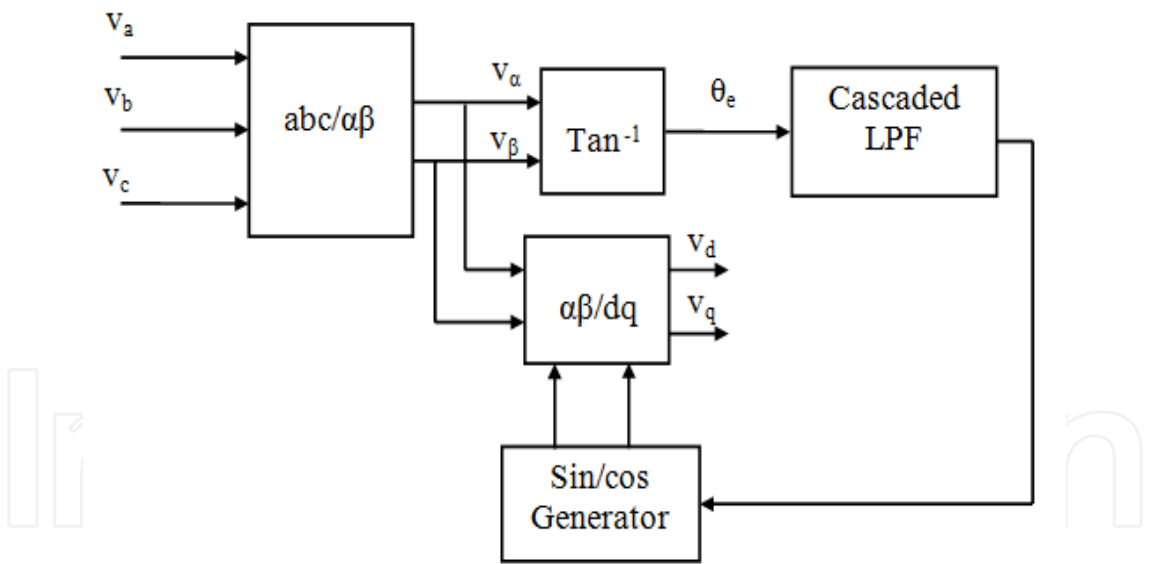 v_a
v_b
v_c
abc/αβ
v_α
v_β
Tan^-1
θ_e
Cascaded
LPF
αβ/dq
v_d
v_q
Sin/cos
Generator